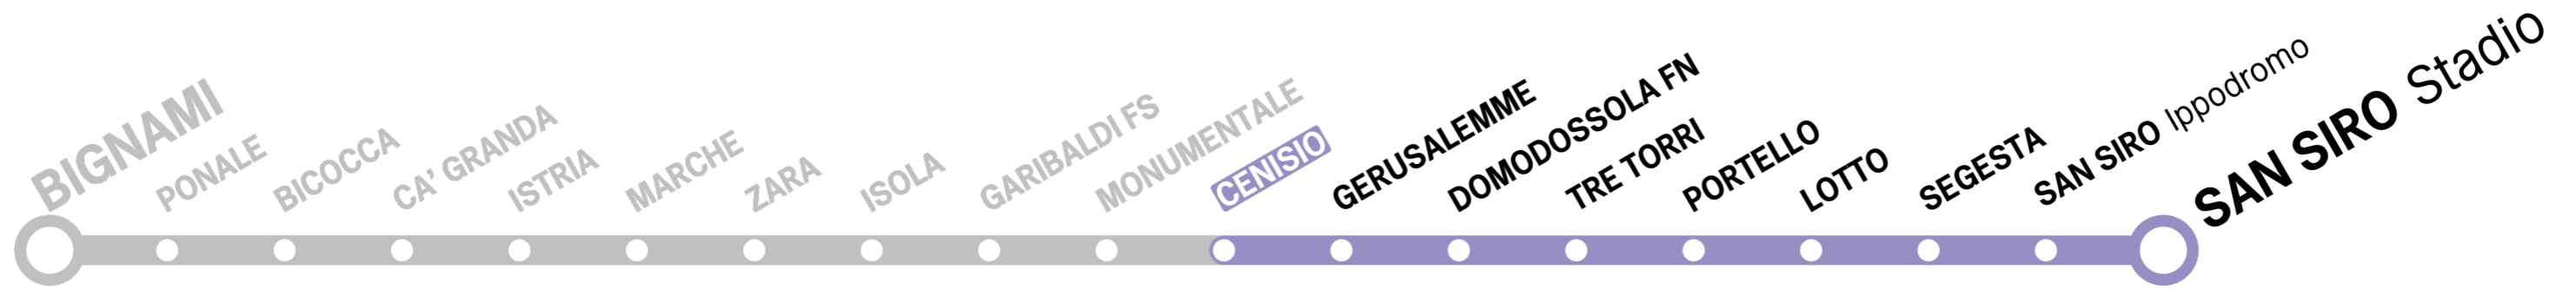 BIGNAMI
PONALE
BICOCCA
CA’ GRANDA
ISTRIA
MARCHE
ZARA
ISOLA
GARIBALDI FS
MONUMENTALE
CENISIO
GERUSALEMME
DOMODOSSOLA FN
TRE TORRI
PORTELLO
LOTTO
SEGESTA
SAN SIRO Ippodromo
SAN SIRO Stadio